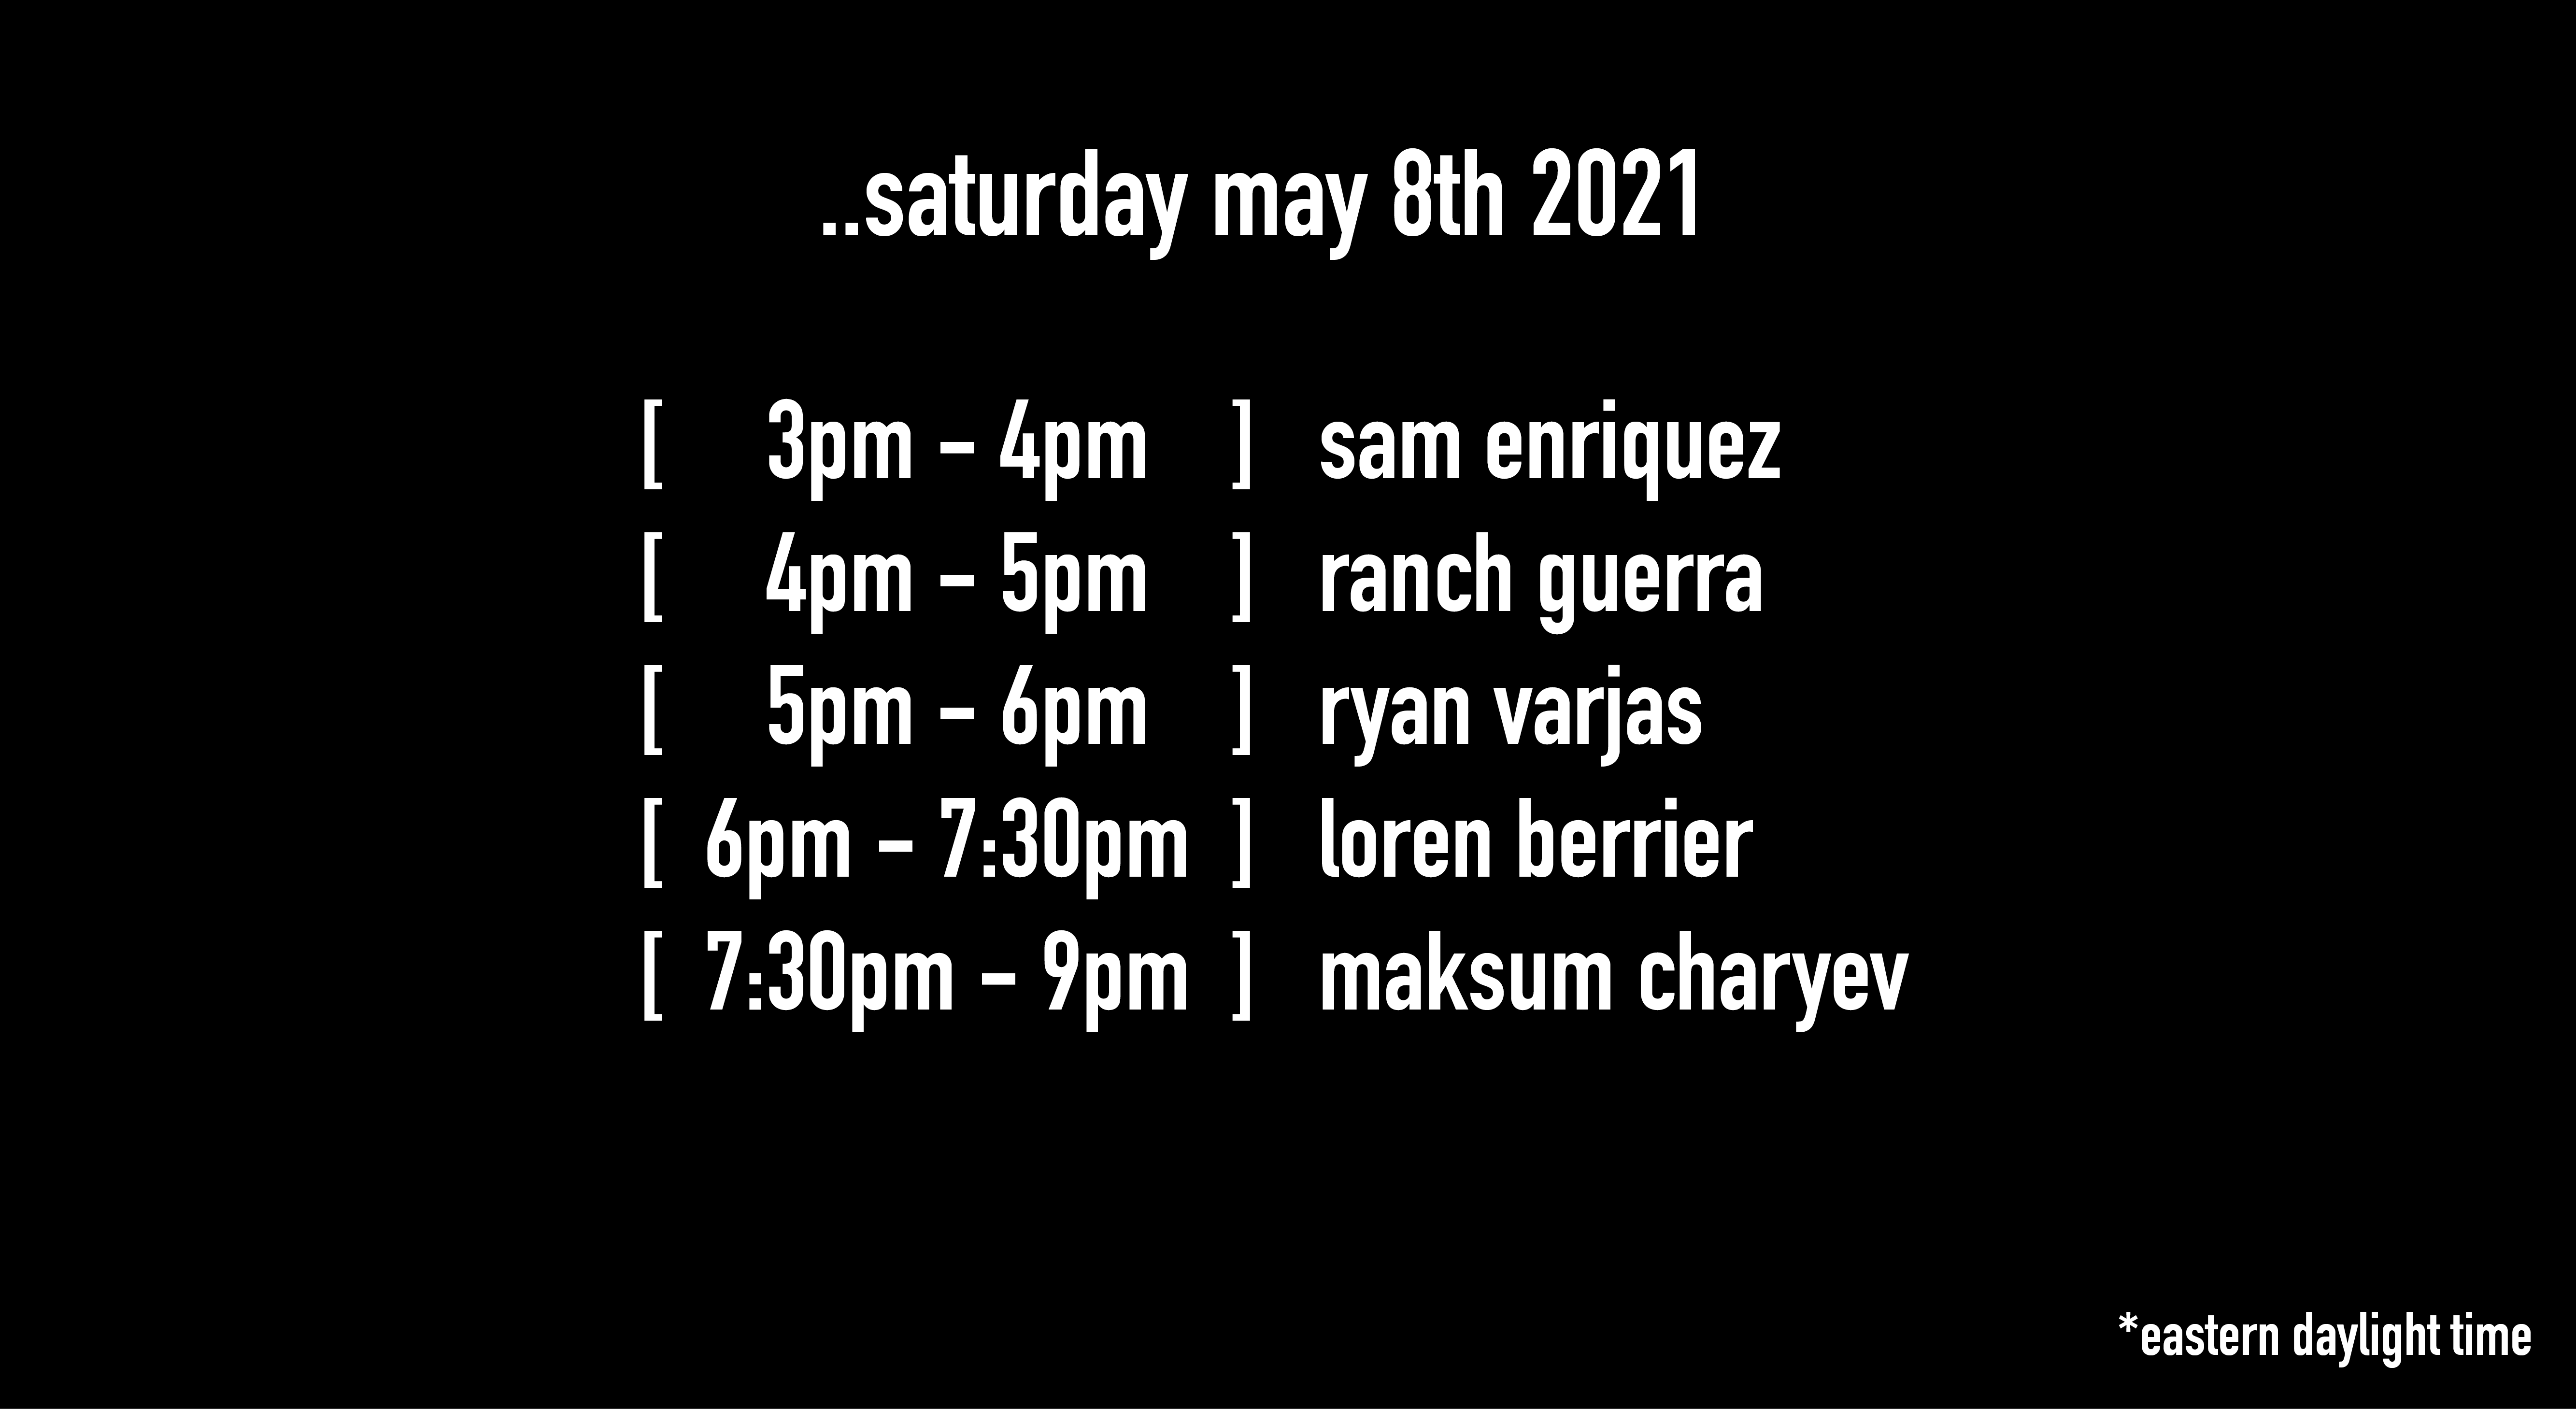 ..saturday may 8th 2021
[ 3pm - 4pm ] sam enriquez
[ 4pm - 5pm ] ranch guerra
[ 5pm - 6pm ] ryan varjas
[ 6pm - 7:30pm ] loren berrier
[ 7:30pm - 9pm ] maksum charyev
*eastern daylight time